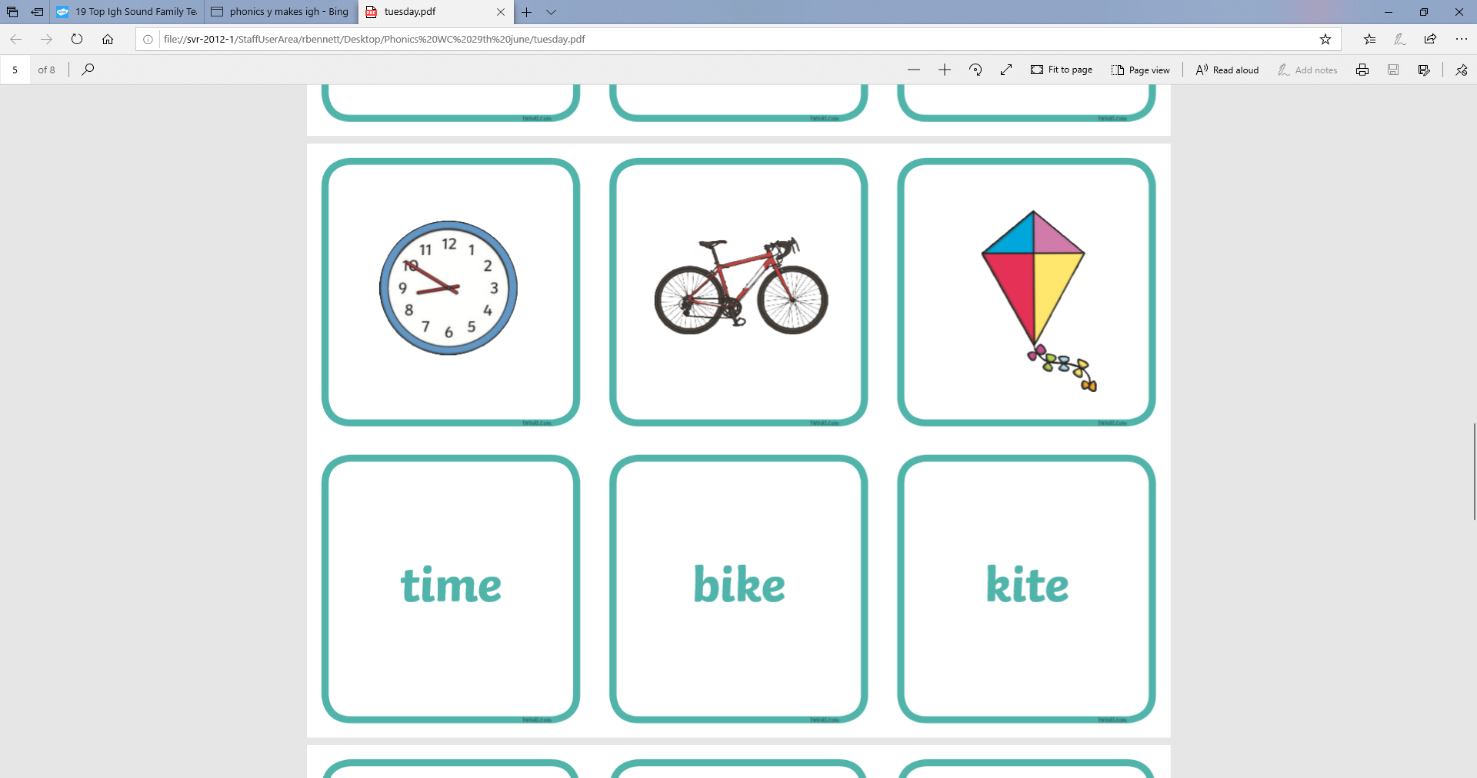 19 Top Igh Sound Family Te
phonics y makes igh - Bing
tuesday.pdf
file://svr-2012-1/StaffUserArea/rbennett/Desktop/Phonics%20WC%2029th%20june/tuesday.pdf
5 of 8
Fit to page
Page view
Read aloud
Add notes
12
11 1
10 2
9 3
8 4
7 5
6
time bike kite